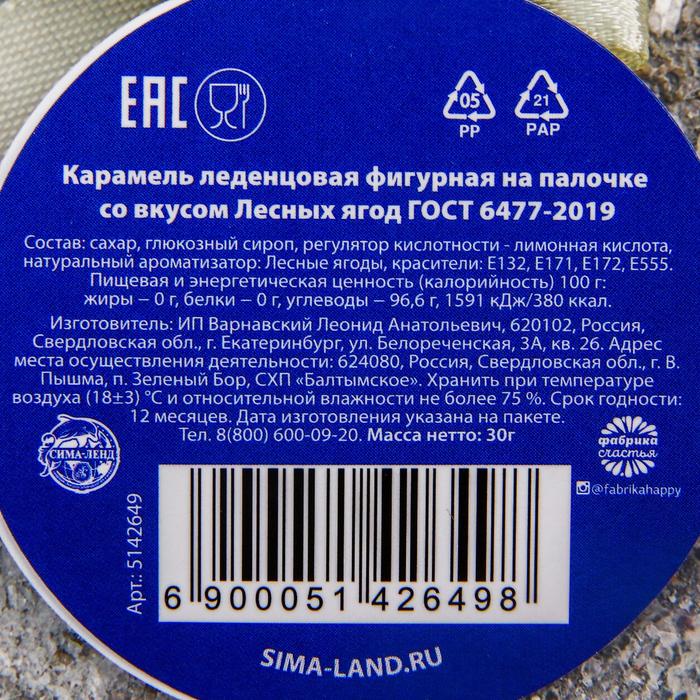 EAC
05
PP
21
PAP
Карамель леденцовая фигурная на палочке
со вкусом Лесных ягод ГОСТ 6477-2019
Состав: сахар, глюкозный сироп, регулятор кислотности - лимонная кислота,
натуральный ароматизатор: Лесные ягоды, красители: Е132, Е171, Е172, Е555.
Пищевая и энергетическая ценность (калорийность) 100 г:
жиры – 0 г, белки – 0 г, углеводы – 96,6 г, 1591 кДж/380 ккал.
Изготовитель: ИП Варнавский Леонид Анатольевич, 620102, Россия,
Свердловская обл., г. Екатеринбург, ул. Белореченская, 3А, кв. 26. Адрес
места осуществления деятельности: 624080, Россия, Свердловская обл., г. В.
Пышма, п. Зеленый Бор, СХП «Балтымское». Хранить при температуре
воздуха (18±3) °С и относительной влажности не более 75 %. Срок годности:
12 месяцев. Дата изготовления указана на пакете.
Тел. 8(800) 600-09-20. Масса нетто: 30г
СИМА-ЛЕНД
фабрика
счастья
@fabrikahappy
Арт.: 5142649
6 900051 426498
SIMA-LAND.RU